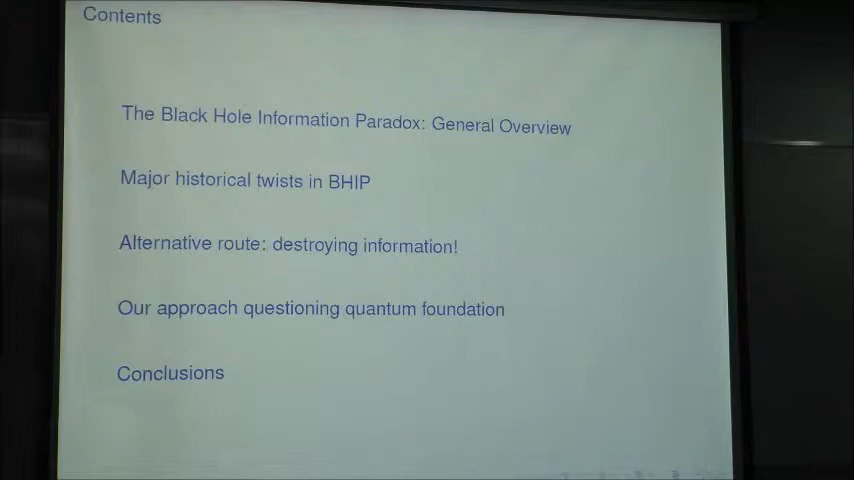 Contents
The Black Hole Information Paradox: General Overview
Major historical twists in BHIP
Alternative route: destroying information!
Our approach questioning quantum foundation
Conclusions